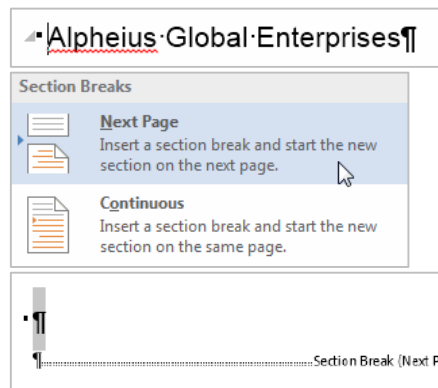 Alpheius·Global·Enterprises¶
Section Breaks
Next Page
Insert a section break and start the new
section on the next page.
Continuous
Insert a section break and start the new
section on the same page.
¶
¶Section Break (Next P